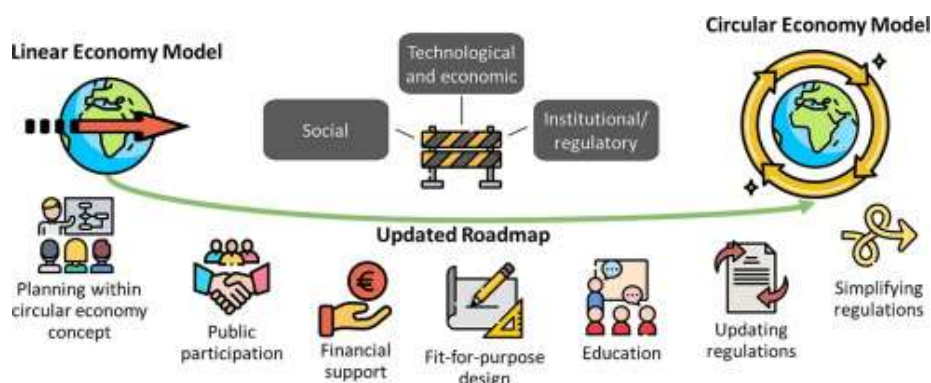 Linear Economy Model
Circular Economy Model
Technological
and economic
Social
Institutional/
regulatory
Updated Roadmap
Planning within
circular economy
concept
Public
participation
€
Financial
support
Fit-for-purpose
design
Education
Updating
regulations
Simplifying
regulations